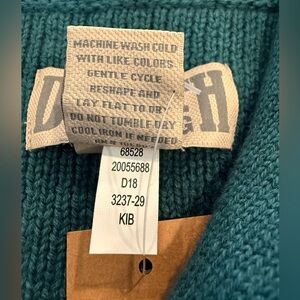 MACHINE WASH COLD
WITH LIKE COLORS
GENTLE CYCLE
RESHAPE AND
LAY FLAT TO DRY
DO NOT TUMBLE DRY
COOL IRON IF NEEDED
68528
20055688
D18
3237-29
KIB